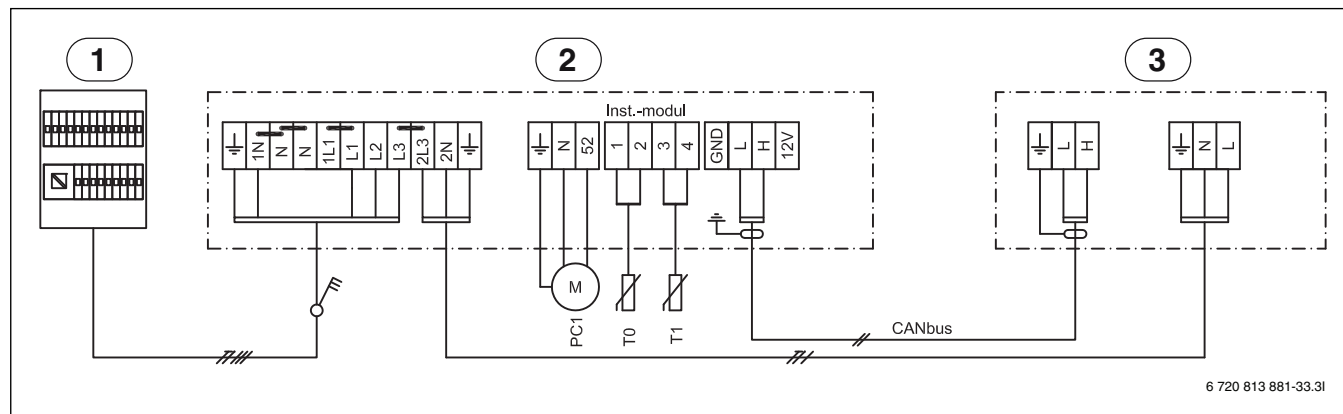 1
2
3
Inst.-modul
1N
N
N
1L1
L1
L2
L3
2L3
2N
N
52
1
2
3
4
GND
L
H
12V
L
H
N
L
M
PC1
T0
T1
CANbus
6 720 813 881-33.3I